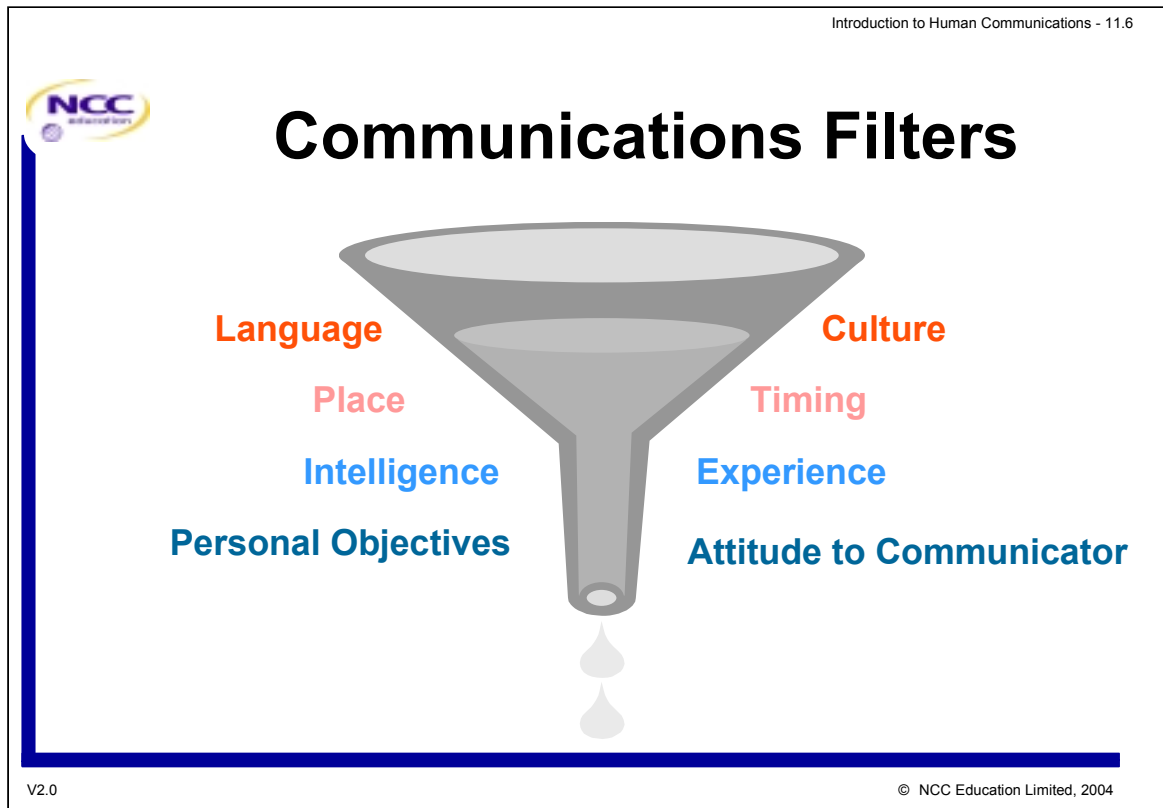 Introduction to Human Communications - 11.6
NCC
education
Communications Filters
Language
Culture
Place
Timing
Intelligence
Experience
Personal Objectives
Attitude to Communicator
V2.0
© NCC Education Limited, 2004